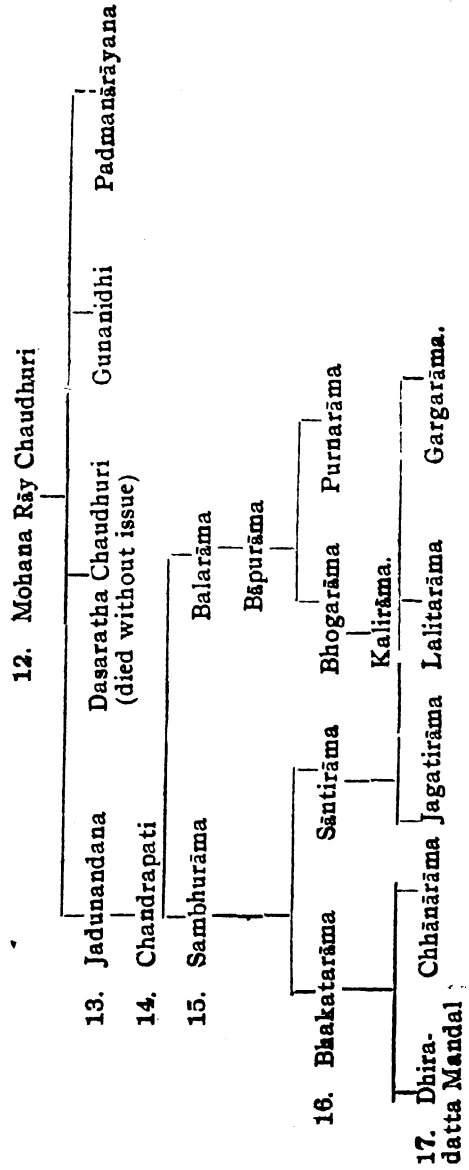 12. Mohana Rāy Chaudhuri
13. Jadunandana Dasaratha Chaudhuri Gunanidhi Padmanārāyana
(died without issue)
14. Chandrapati
15. Sambhurāma Balarāma
Bāpurāma
16. Bhakatarāma Sāntirāma Bhogarāma Purnarāma
Kalirāma.
17. Dhira- Chhānārāma Jagatirāma Lalitarāma Gargarāma.
datta Mandal